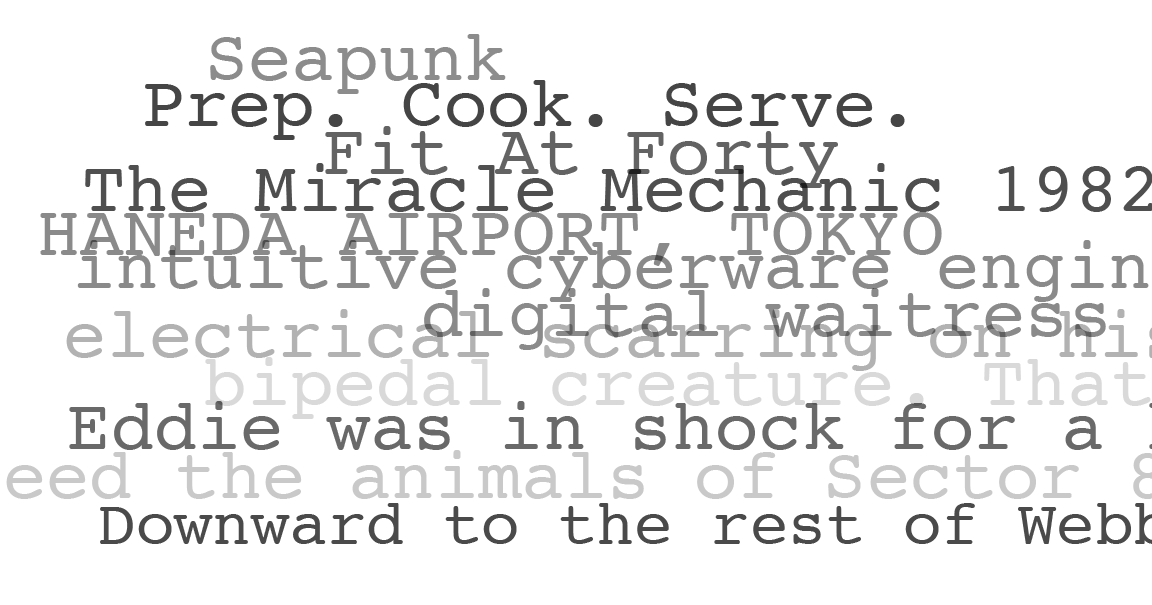 Seapunk
Prep. Cook. Serve.
Fit At Forty
The Miracle Mechanic 1982
HANEDA AIRPORT, TOKYO
intuitive cyberware engin
digital waitress
electrical scarring on his
bipedal creature. That
Eddie was in shock for a
eed the animals of Sector 8
Downward to the rest of Webb